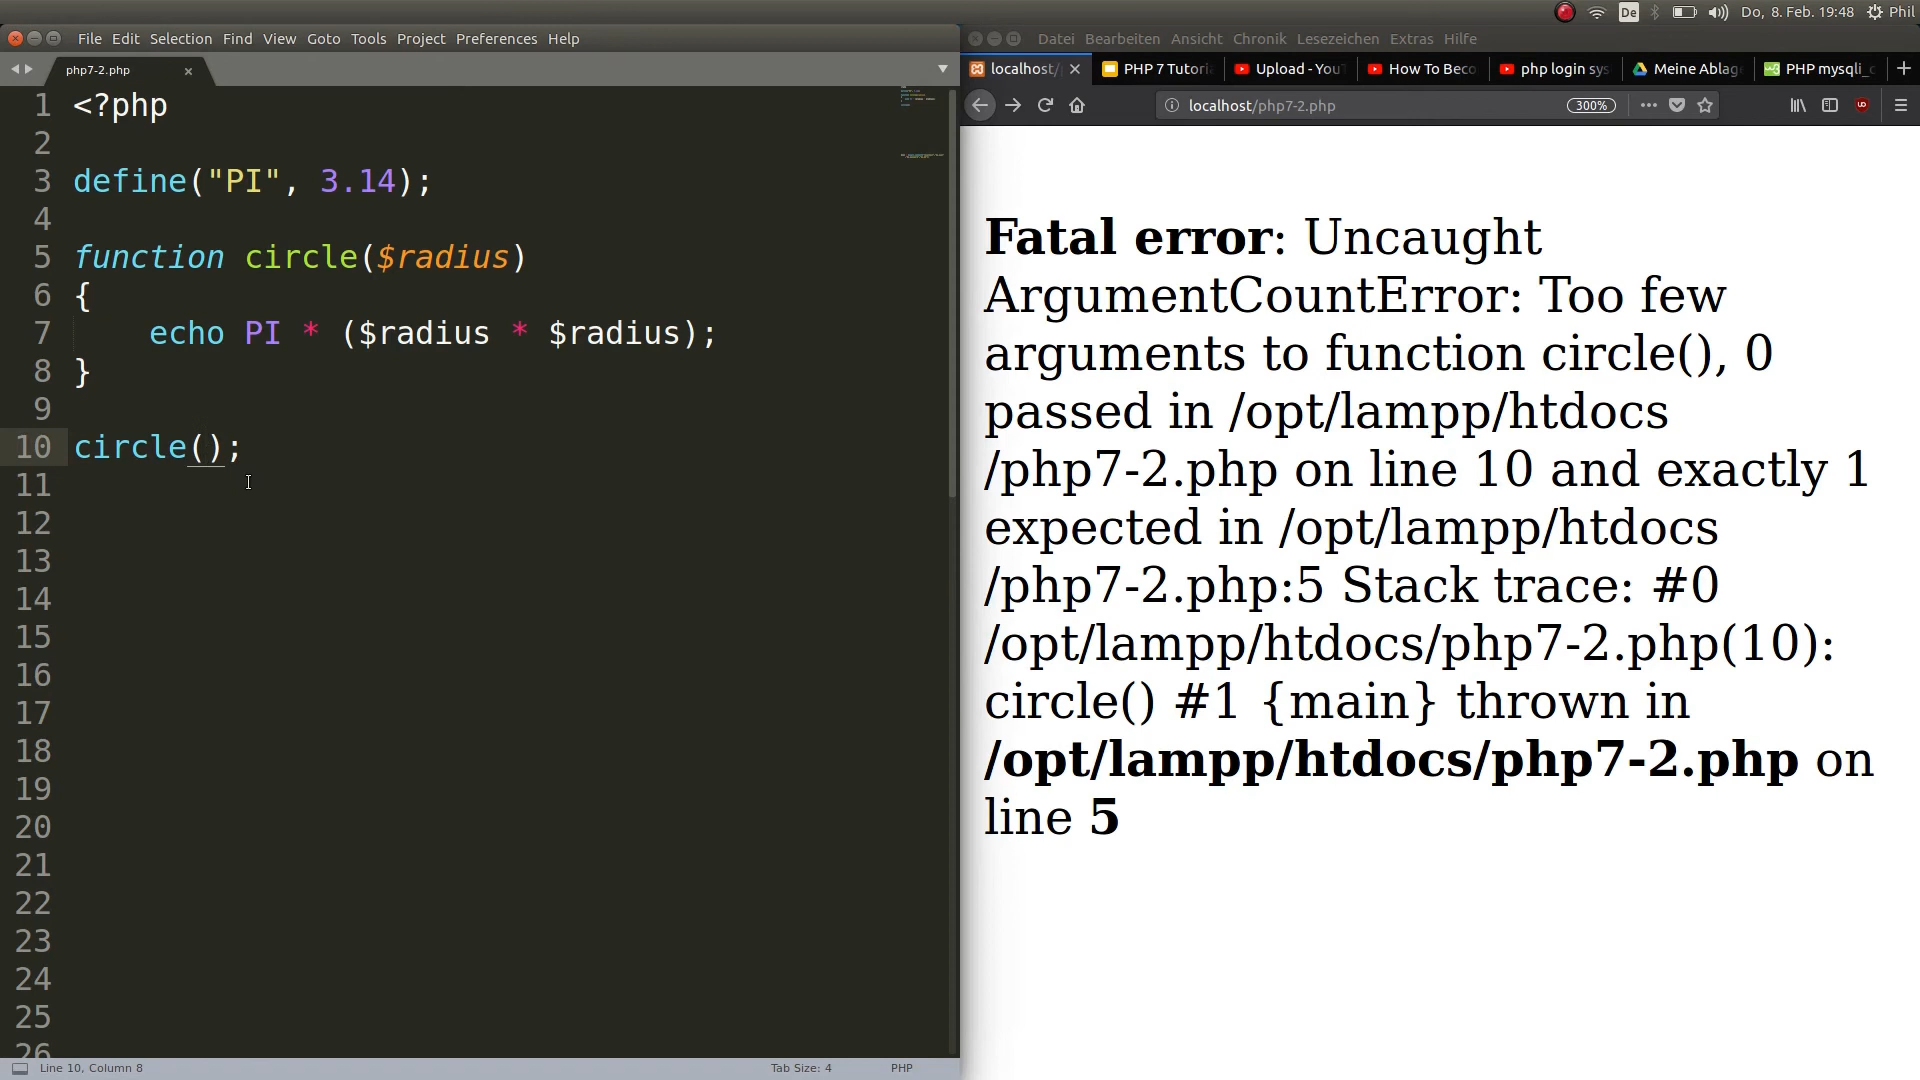 De Do, 8. Feb. 19:48 Phil
File Edit Selection Find View Goto Tools Project Preferences Help
php7-2.php
1 <?php
2
3 define("PI", 3.14);
4
5 function circle($radius)
6 {
7 echo PI * ($radius * $radius);
8 }
9
10 circle();
11
12
13
14
15
16
17
18
19
20
21
22
23
24
25
26
Line 10, Column 8 Tab Size: 4 PHP
Datei Bearbeiten Ansicht Chronik Lesezeichen Extras Hilfe
localhost/ PHP 7 Tutori Upload - YouT How To Beco php login sys Meine Ablag PHP mysqli_
localhost/php7-2.php 300%
Fatal error: Uncaught
ArgumentCountError: Too few
arguments to function circle(), 0
passed in /opt/lampp/htdocs
/php7-2.php on line 10 and exactly 1
expected in /opt/lampp/htdocs
/php7-2.php:5 Stack trace: #0
/opt/lampp/htdocs/php7-2.php(10):
circle() #1 {main} thrown in
/opt/lampp/htdocs/php7-2.php on
line 5